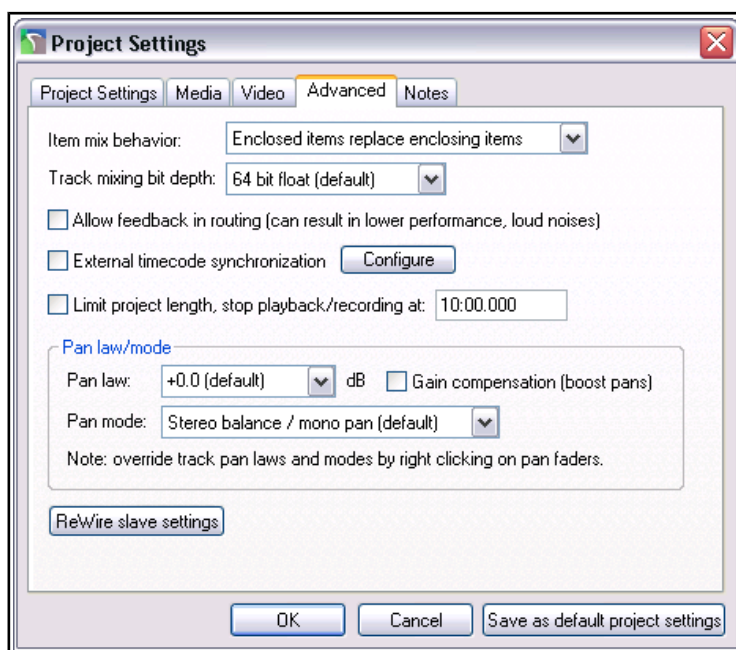 Project Settings
Project Settings Media Video Advanced Notes
Item mix behavior: Enclosed items replace enclosing items
Track mixing bit depth: 64 bit float (default)
Allow feedback in routing (can result in lower performance, loud noises)
External timecode synchronization Configure
Limit project length, stop playback/recording at: 10:00.000
Pan law/mode
Pan law: +0.0 (default) dB Gain compensation (boost pans)
Pan mode: Stereo balance / mono pan (default)
Note: override track pan laws and modes by right clicking on pan faders.
ReWire slave settings
OK Cancel Save as default project settings